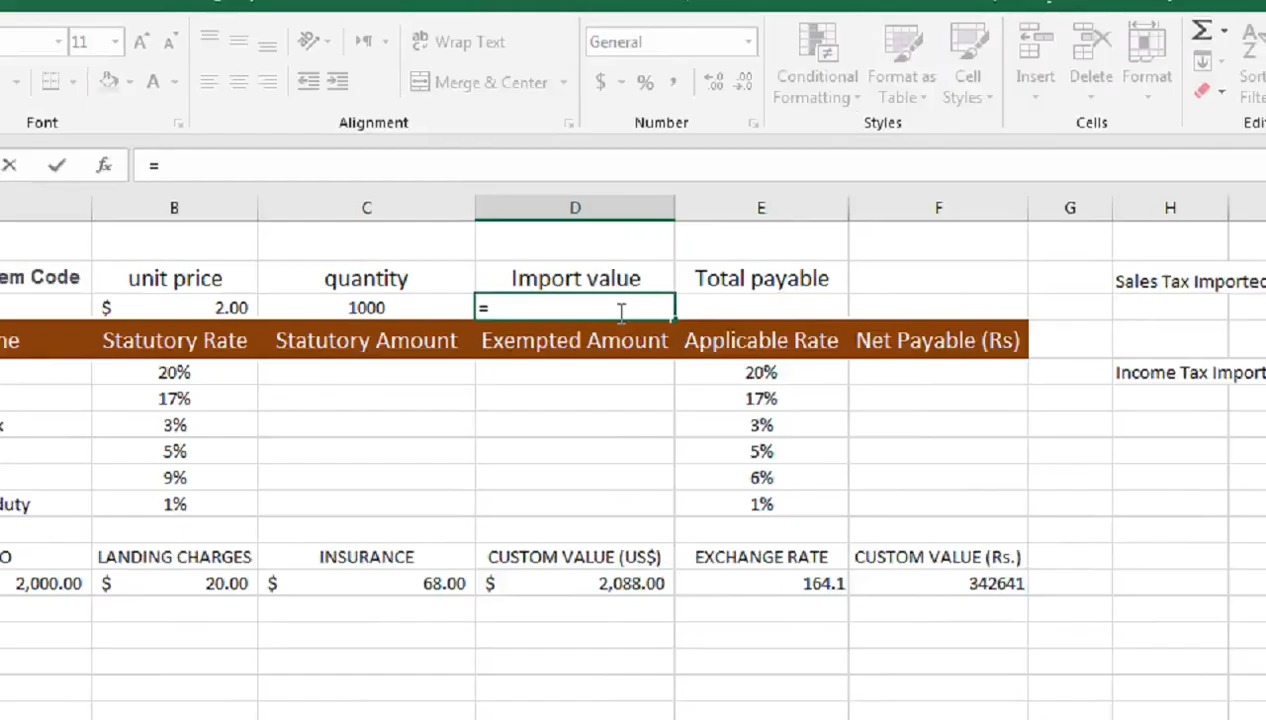 11 A A Wrap Text General
$ % , Merge & Center Conditional Formatting Format as Table Cell Styles Insert Delete Format Σ
Font Alignment Number Styles Cells
fx =
B C D E F G H
em Code unit price quantity Import value Total payable Sales Tax Imported
$ 2.00 1000 =
ne Statutory Rate Statutory Amount Exempted Amount Applicable Rate Net Payable (Rs)
20% 20% Income Tax Import
17% 17%
x 3% 3%
5% 5%
9% 6%
duty 1% 1%
O LANDING CHARGES INSURANCE CUSTOM VALUE (US$) EXCHANGE RATE CUSTOM VALUE (Rs.)
2,000.00 $ 20.00 $ 68.00 $ 2,088.00 164.1 342641